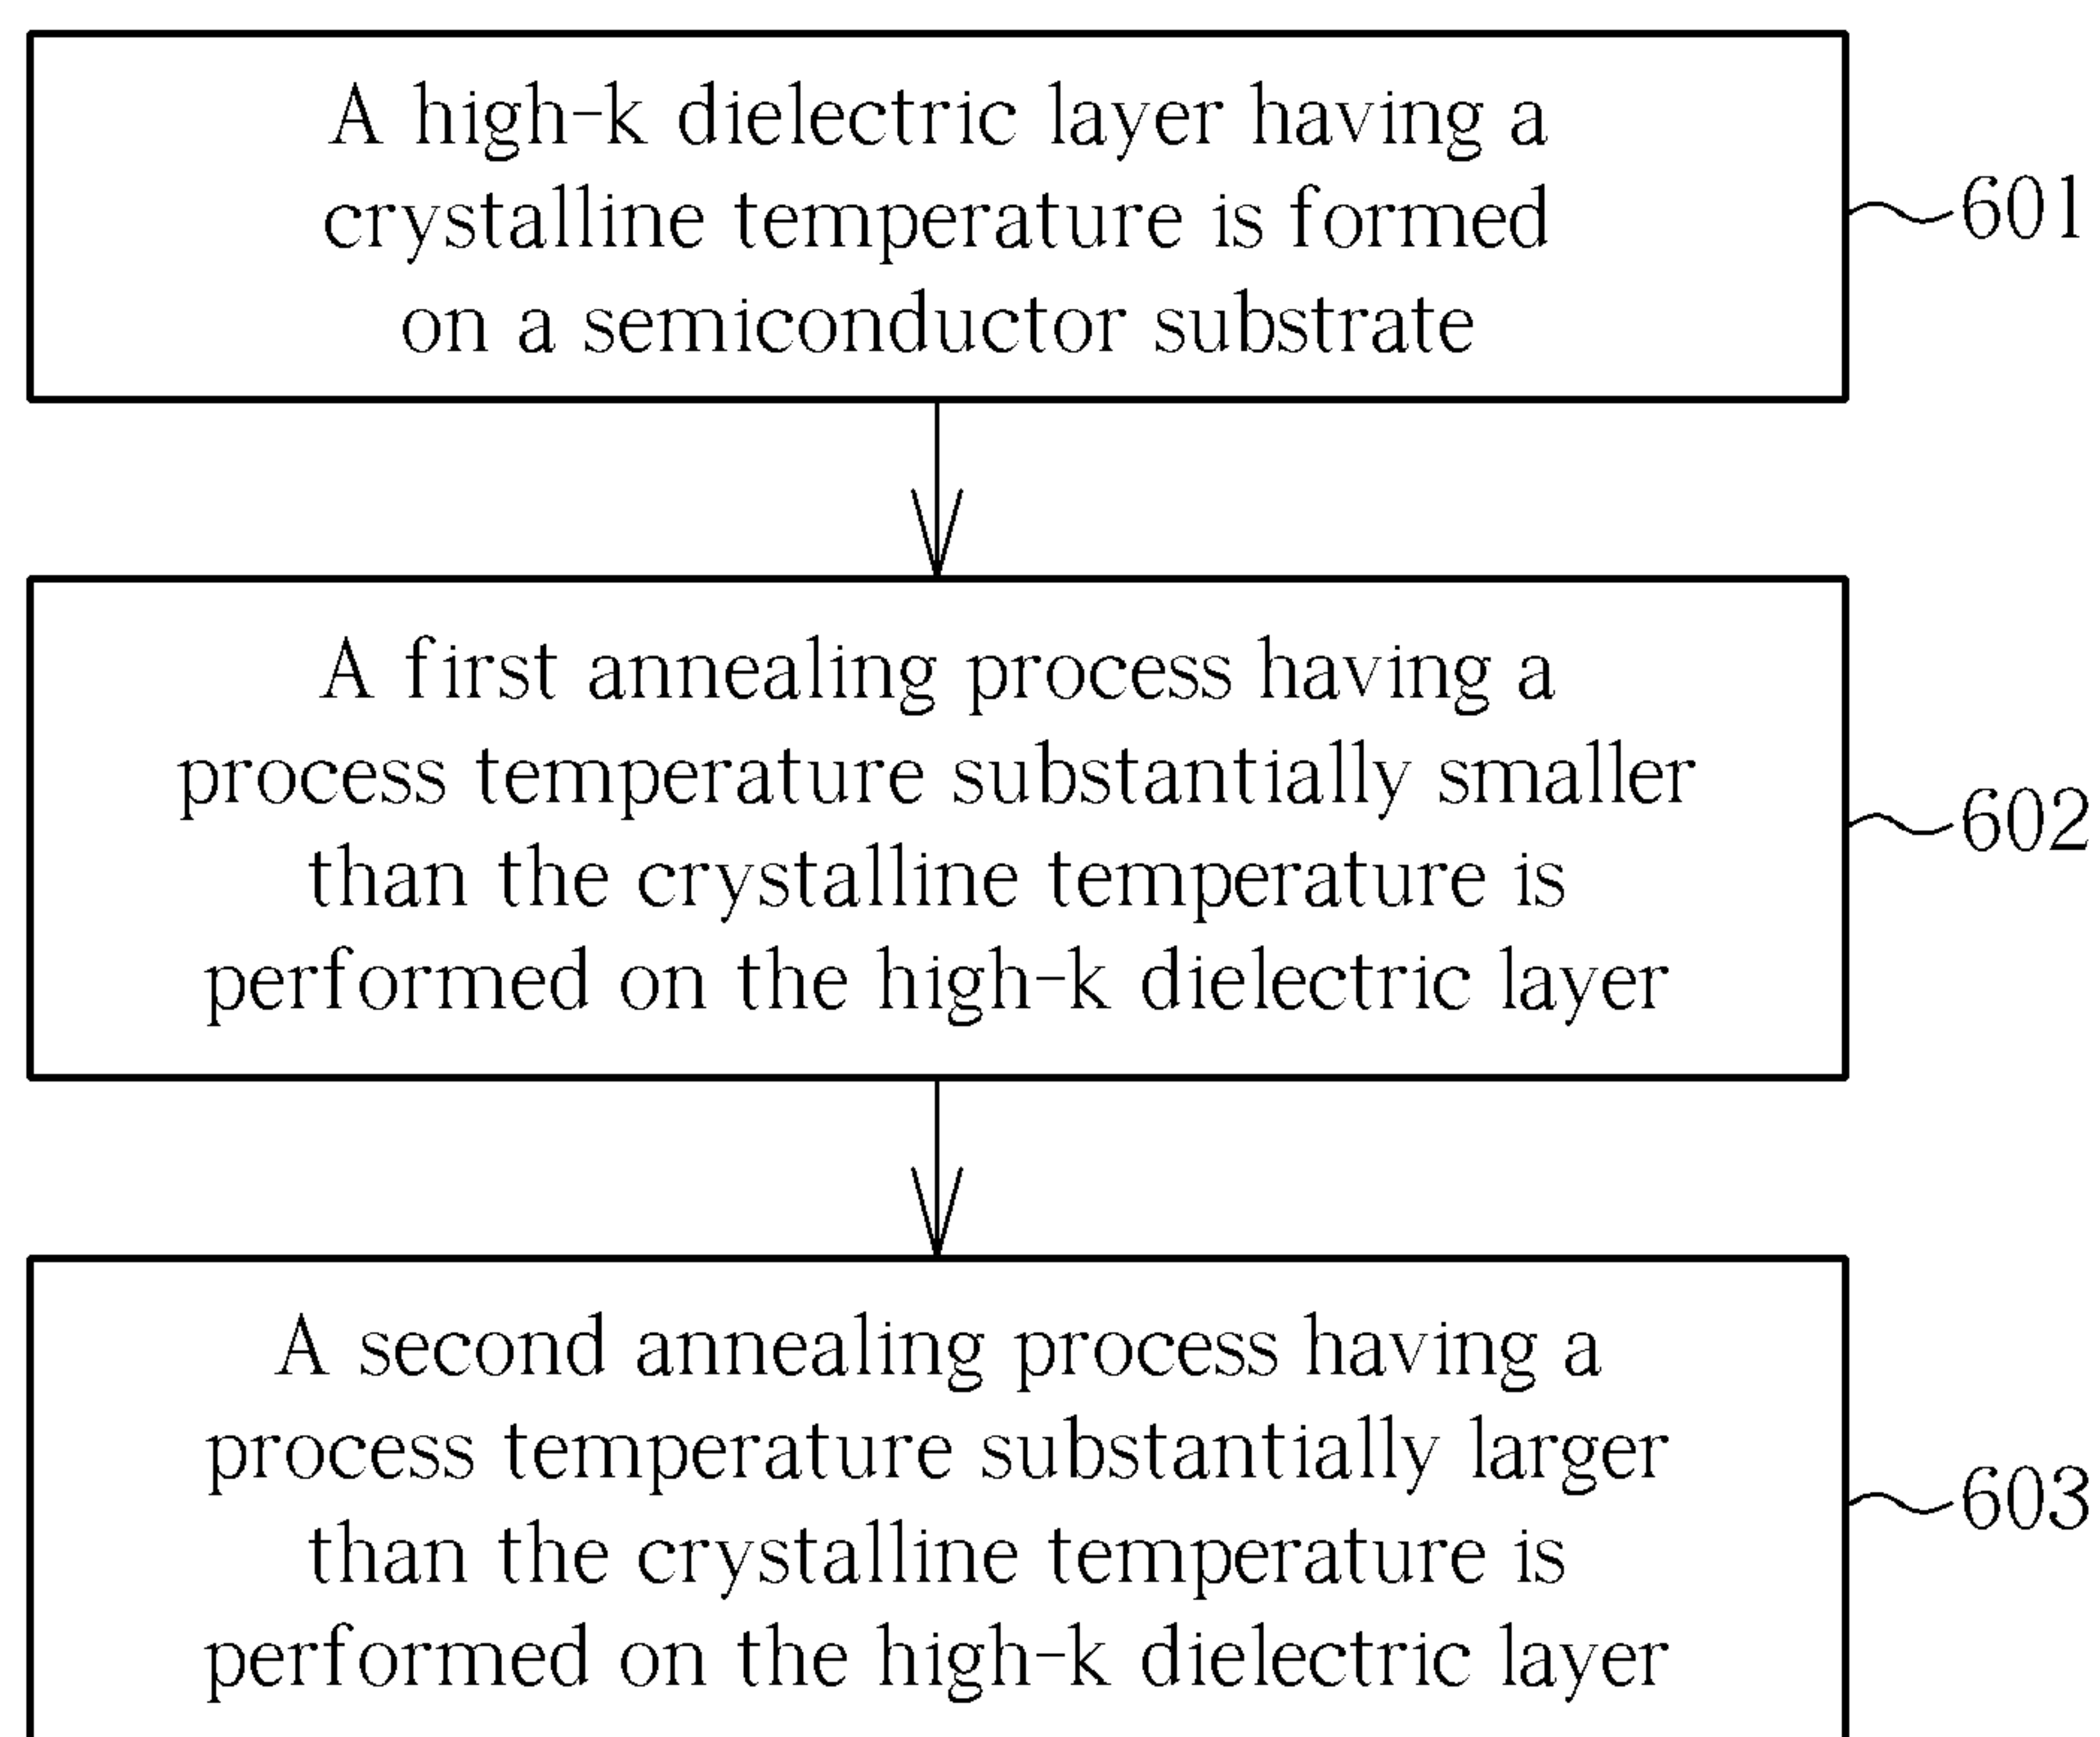 A high-k dielectric layer having a
crystalline temperature is formed
on a semiconductor substrate
601
A first annealing process having a
process temperature substantially smaller
than the crystalline temperature is
performed on the high-k dielectric layer
602
A second annealing process having a
process temperature substantially larger
than the crystalline temperature is
performed on the high-k dielectric layer
603